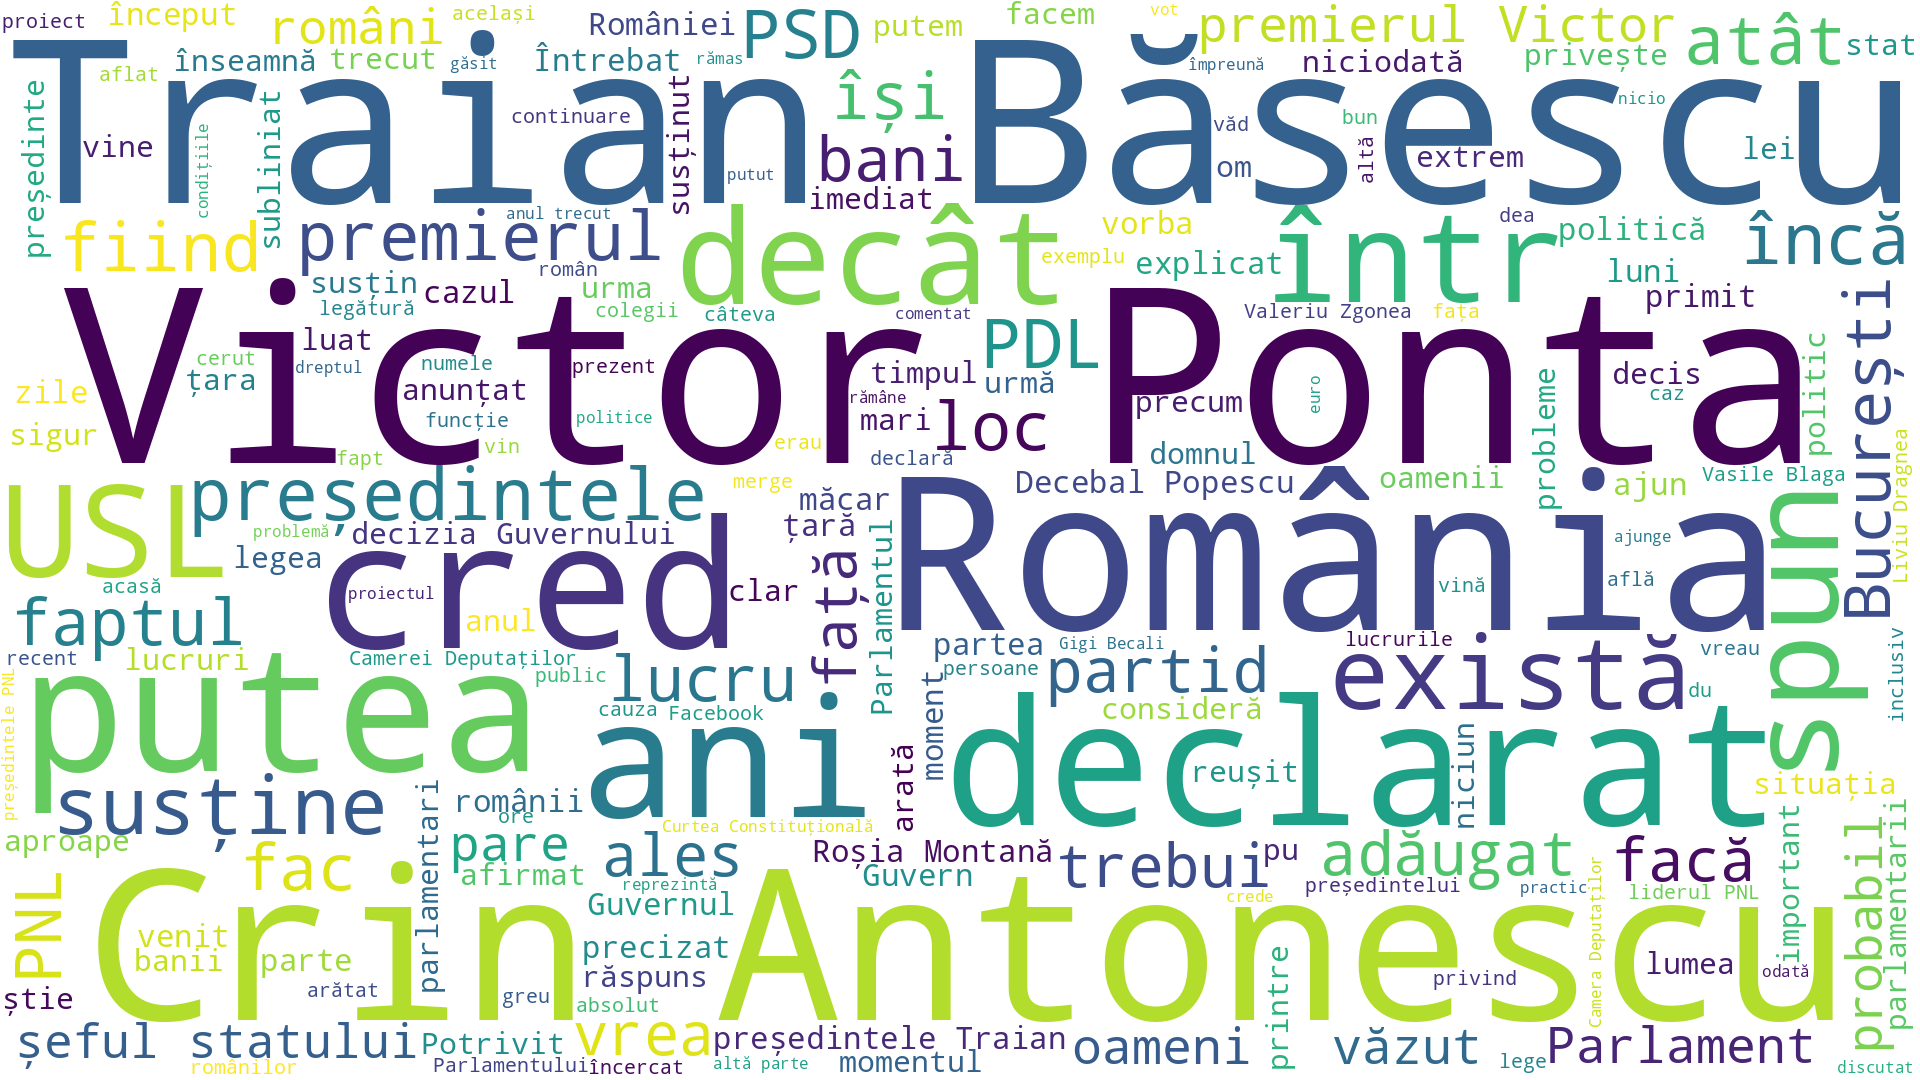 proiect
început
români
același
României
PSD
putem
facem
vot
premierul Victor
atât
stat
înseamnă
trecut
găsit
Întrebat
rămas
împreună
niciodată
privește
aflat
Traian Băsescu
își
nicio
președinte
vine
condițiile
subliniat
continuare
susținut
putut
bani
imediat
văd
om
bun
altă
extrem
lei
fiind
premierul
anul trecut
decât
vorba
într
dea
politică
încă
român
exemplu
explicat
luni
susțin
legătură
cazul
urma
colegii
câteva
comentat
Valeriu Zgonea
fața
primit
București
luat
Victor Ponta
PDL
cerut
țara
dreptul
numele
prezent
timpul
urmă
zile
anunțat
rămâne
precum
euro
decis
caz
politic
sigur
funcție
politice
mari
loc
probleme
fapt
vin
erau
declară
domnul
USL
președintele
merge
măcar
Decebal Popescu
oamenii
ajun
Vasile Blaga
Liviu Dragnea
problemă
decizia Guvernului
țară
România
ajunge
spun
legea
cred
față
Parlamentul
acasă
proiectul
clar
vină
află
faptul
anul
recent
lucruri
Camerei Deputaților
public
lucru
partea
persoane
Gigi Becali
partid
lucrurile
există
vreau
du
inclusiv
președintele PNL
putea
cauza
Facebook
moment
consideră
ani
declarat
arată
reușit
niciun
situația
susține
parlamentari
românii
ore
Curtea Constituțională
important
parlamentarii
aproape
fac
pare
afirmat
ales
reprezintă
Roșia Montană
Guvern
trebui
pu
adăugat
președintelui
crede
practic
Camera Deputaților
facă
liderul PNL
probabil
PNL
Crin Antonescu
Guvernul
venit
banii
parte
precizat
răspuns
arătat
greu
absolut
printre
privind
lumea
odată
știe
șeful statului
Potrivit
vrea
președintele Traian
oameni
văzut
lege
Parlament
românilor
Parlamentului
încercat
altă parte
momentul
discutat